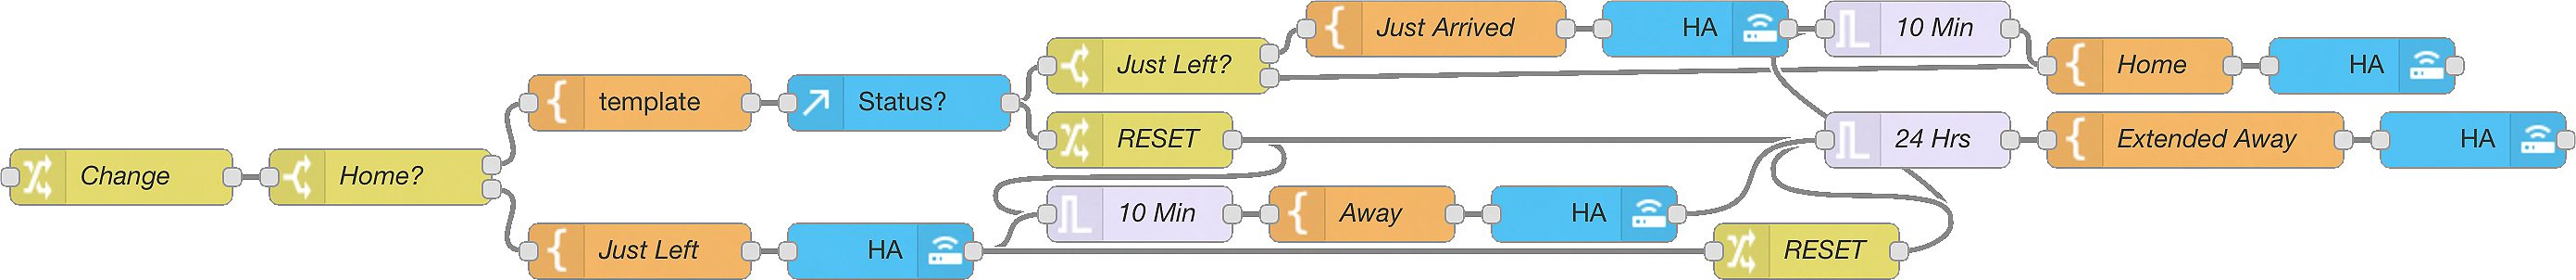 Just Arrived
HA
10 Min
Just Left?
Home
HA
template
Status?
RESET
24 Hrs
Extended Away
HA
Change
Home?
10 Min
Away
HA
Just Left
HA
RESET